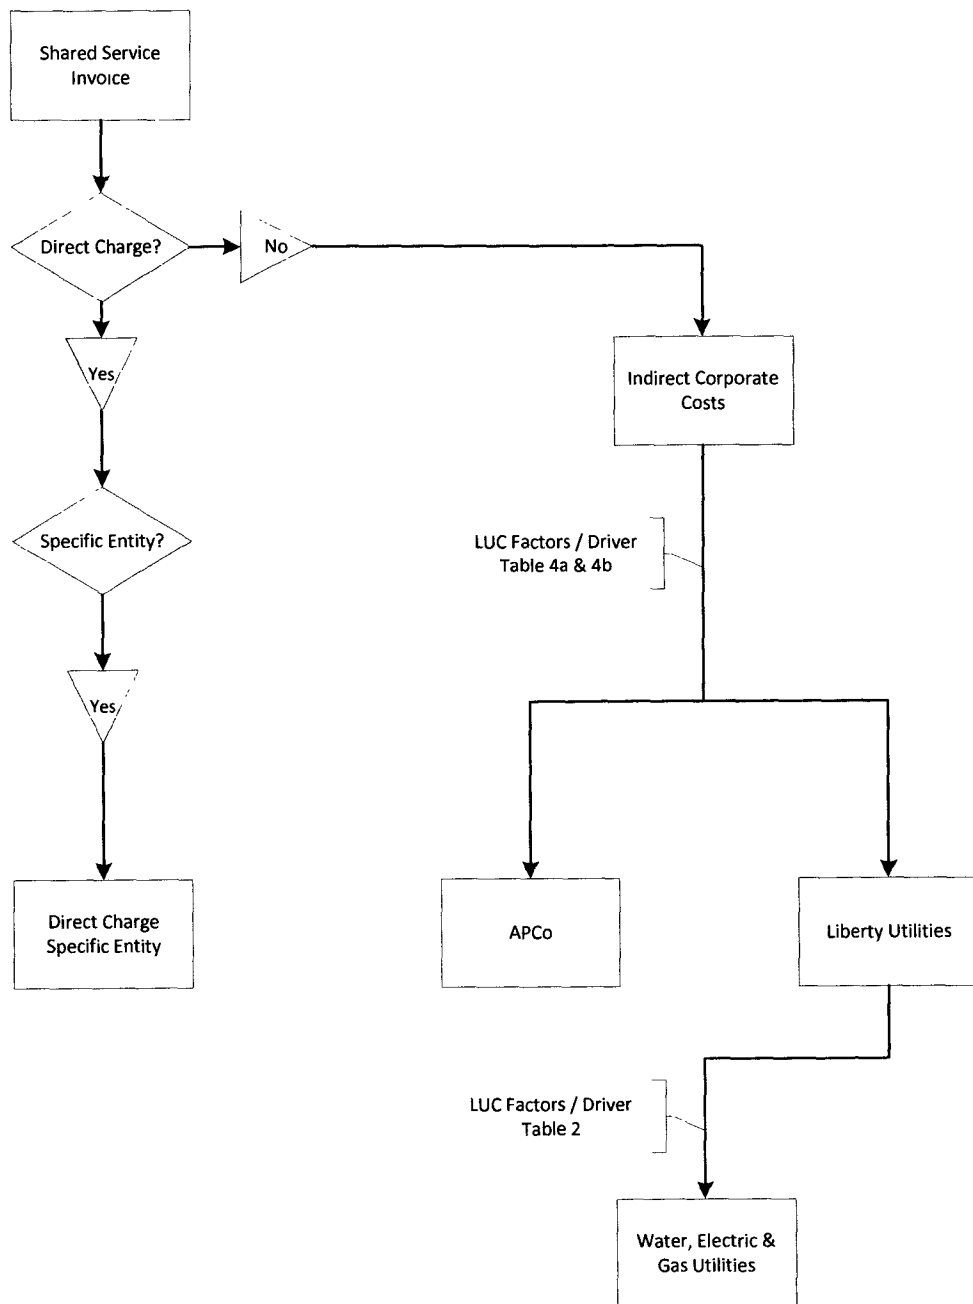 Shared Service
Invoice
Direct Charge?
No
Yes
Indirect Corporate
Costs
Specific Entity?
LUC Factors / Driver
Table 4a & 4b
Yes
Direct Charge
Specific Entity
APCo
Liberty Utilities
LUC Factors / Driver
Table 2
Water, Electric &
Gas Utilities